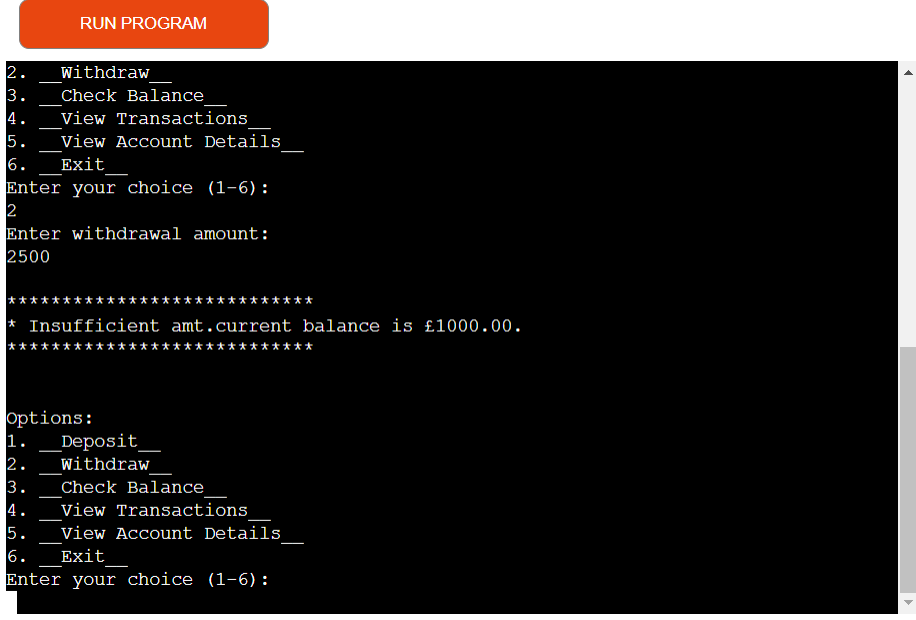 RUN PROGRAM
2. __Withdraw__
3. __Check Balance__
4. __View Transactions__
5. __View Account Details__
6. __Exit__
Enter your choice (1-6):
2
Enter withdrawal amount:
2500
****************************
* Insufficient amt.current balance is £1000.00.
****************************
Options:
1. __Deposit__
2. __Withdraw__
3. __Check Balance__
4. __View Transactions__
5. __View Account Details__
6. __Exit__
Enter your choice (1-6):